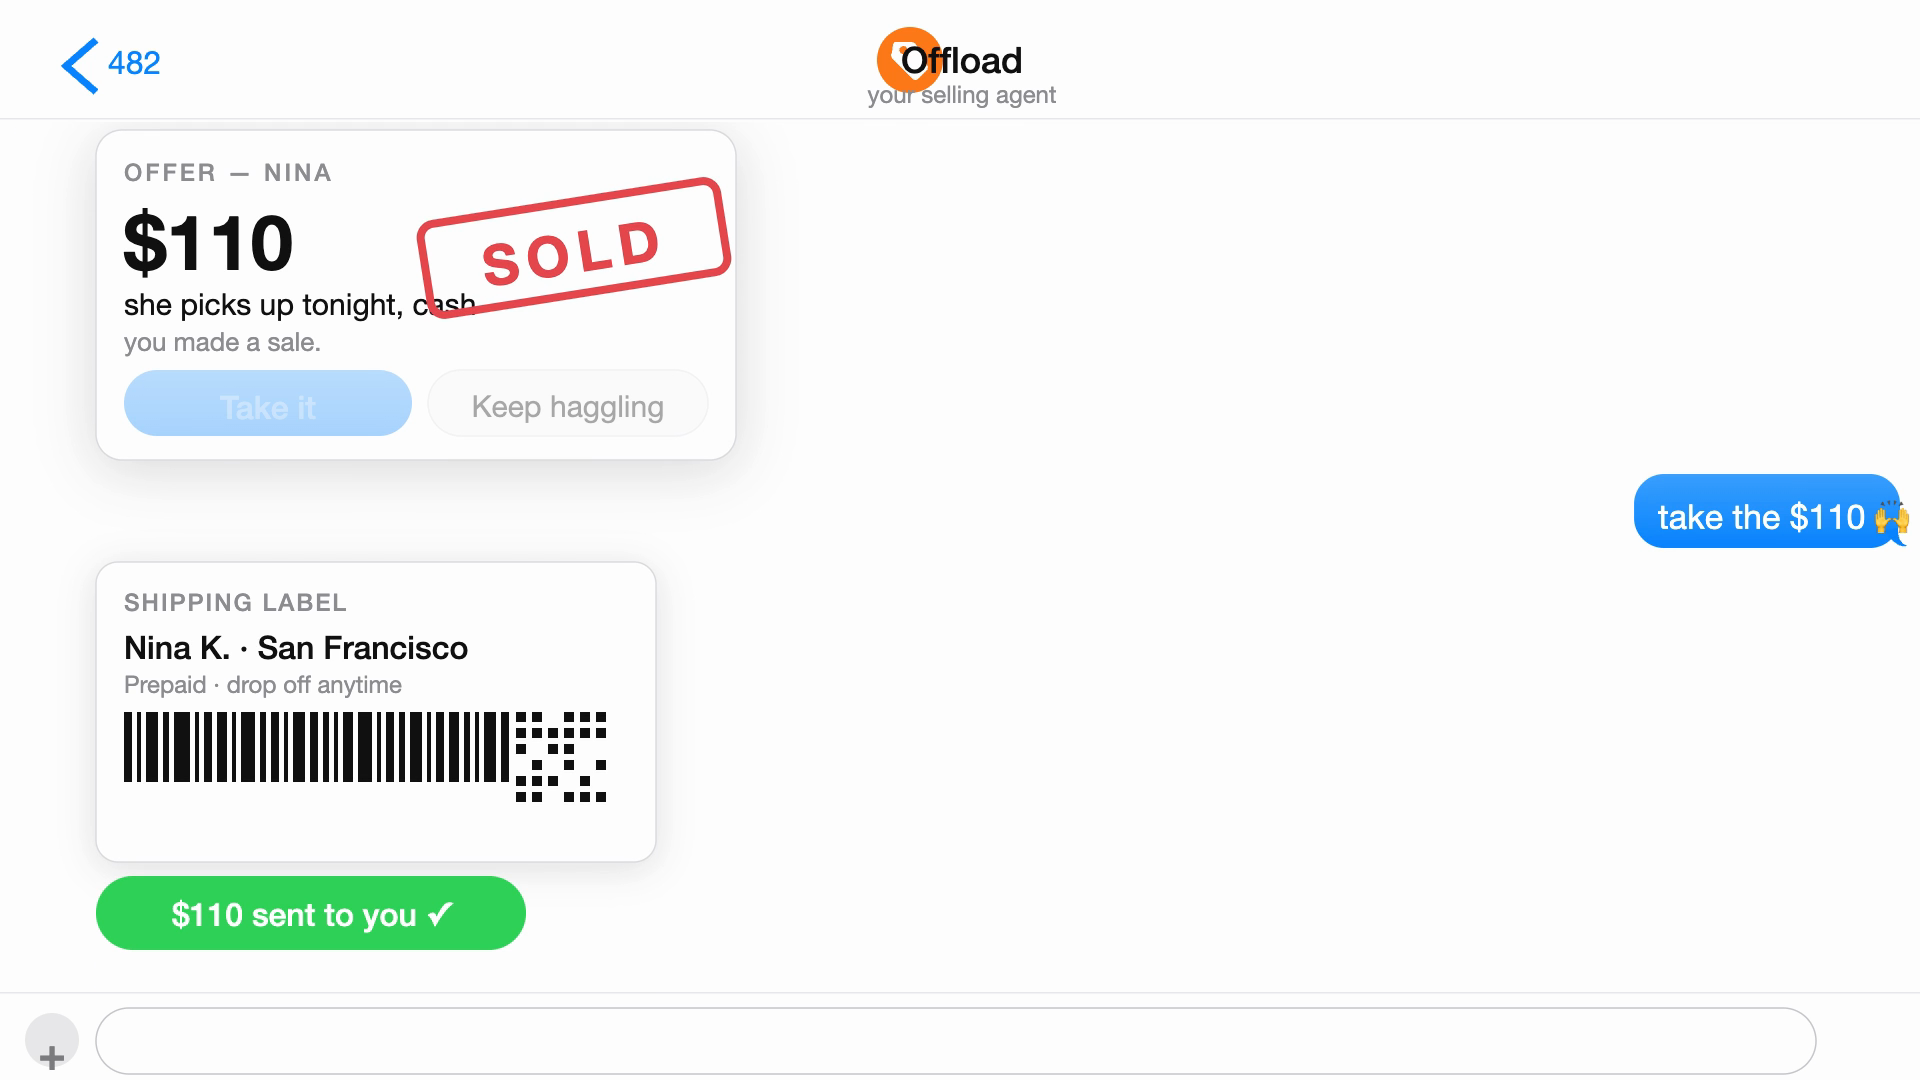 482
Offload
your selling agent
OFFER — NINA
$110
SOLD
she picks up tonight, cash
you made a sale.
Take it
Keep haggling
take the $110 🙌
SHIPPING LABEL
Nina K. · San Francisco
Prepaid · drop off anytime
$110 sent to you ✓